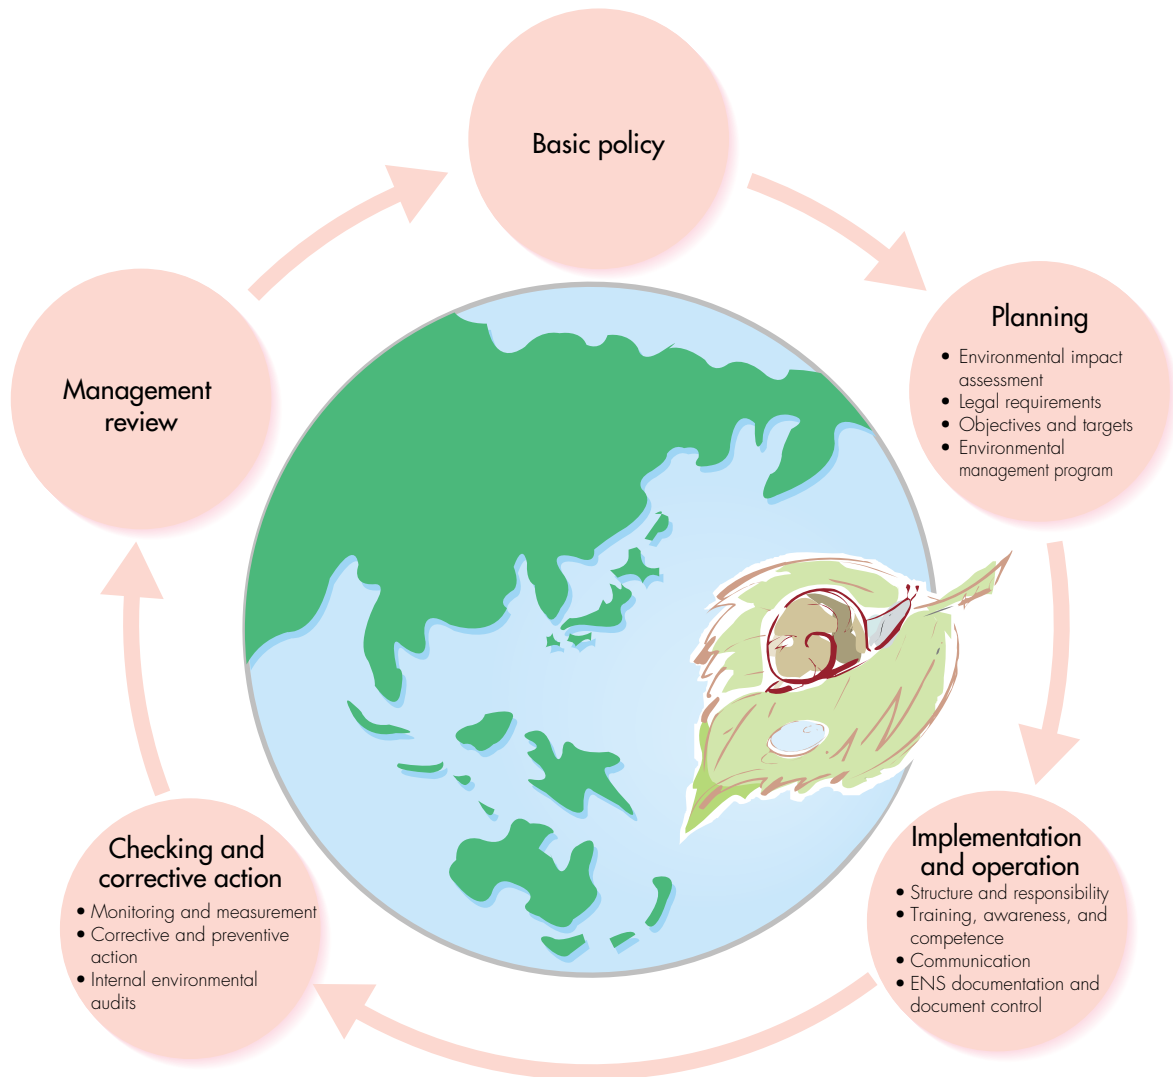 Basic policy
Planning
• Environmental impact
assessment
• Legal requirements
• Objectives and targets
• Environmental
management program
Implementation
and operation
• Structure and responsibility
• Training, awareness, and
competence
• Communication
• ENS documentation and
document control
Checking and
corrective action
• Monitoring and measurement
• Corrective and preventive
action
• Internal environmental
audits
Management
review